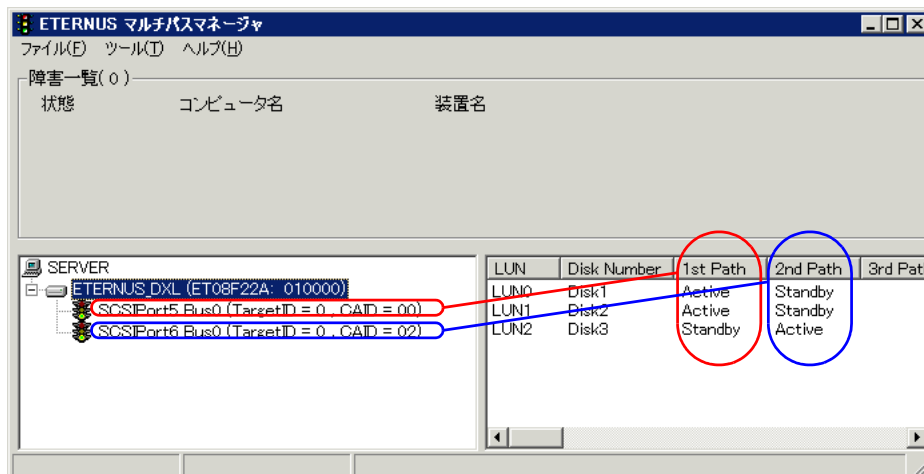 ETERNUS マルチパスマネージャ
ファイル(F) ツール(T) ヘルプ(H)
障害一覧( 0 )
状態 コンピュータ名 装置名
SERVER
ETERNUS_DXL (ET08F22A: 010000)
SCSIPort5 Bus0 (TargetID = 0 , CAID = 00)
SCSIPort6 Bus0 (TargetID = 0 , CAID = 02)
LUN Disk Number 1st Path 2nd Path 3rd Pat
LUN0 Disk1 Active Standby
LUN1 Disk2 Active Standby
LUN2 Disk3 Standby Active